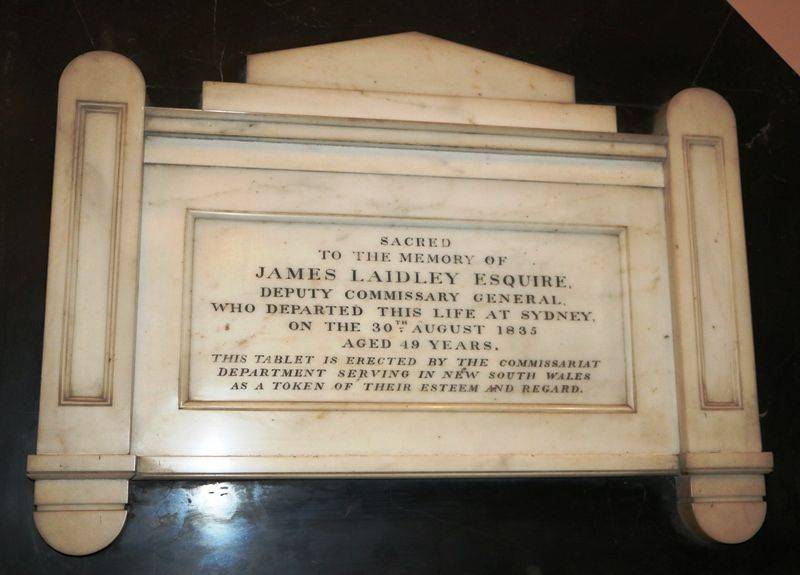 SACRED
TO THE MEMORY OF
JAMES LAIDLEY ESQUIRE,
DEPUTY COMMISSARY GENERAL,
WHO DEPARTED THIS LIFE AT SYDNEY,
ON THE 30TH AUGUST 1835
AGED 49 YEARS.
THIS TABLET IS ERECTED BY THE COMMISSARIAT
DEPARTMENT SERVING IN NEW SOUTH WALES
AS A TOKEN OF THEIR ESTEEM AND REGARD.